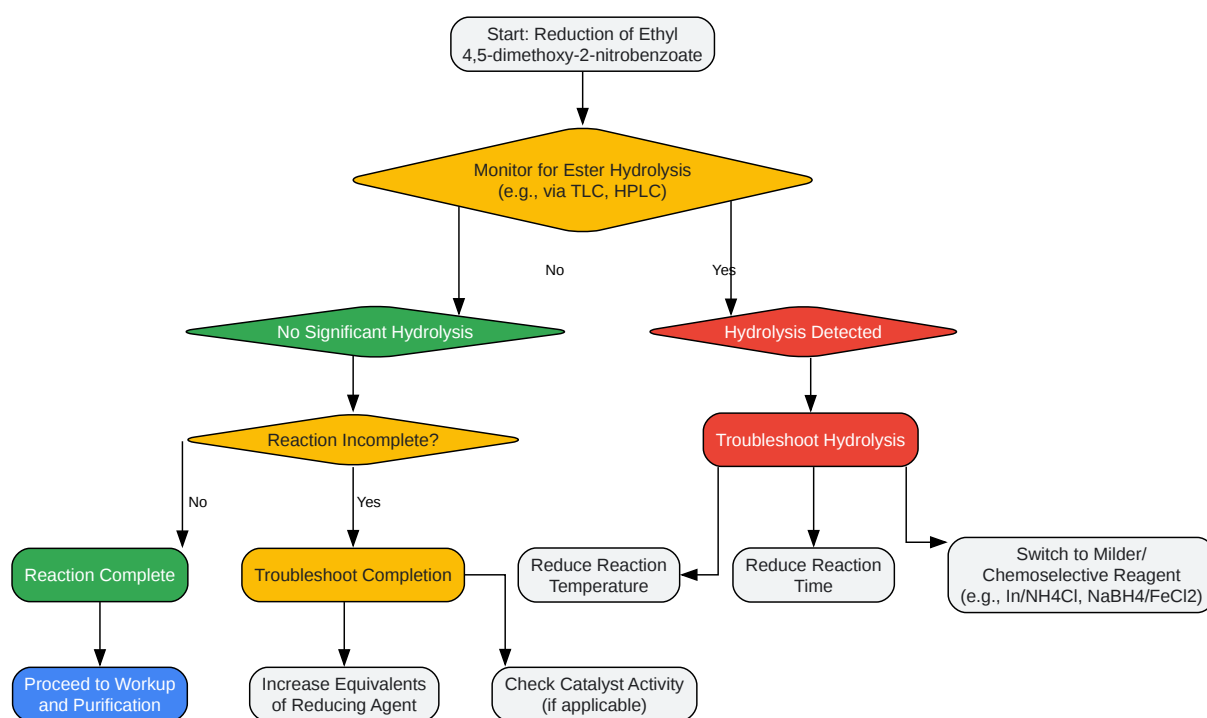 Start: Reduction of Ethyl
4,5-dimethoxy-2-nitrobenzoate
Monitor for Ester Hydrolysis
(e.g., via TLC, HPLC)
No
Yes
No Significant Hydrolysis
Hydrolysis Detected
Reaction Incomplete?
Troubleshoot Hydrolysis
No
Yes
Reaction Complete
Troubleshoot Completion
Reduce Reaction
Temperature
Reduce Reaction
Time
Switch to Milder/
Chemoselective Reagent
(e.g., In/NH4Cl, NaBH4/FeCl2)
Proceed to Workup
and Purification
Increase Equivalents
of Reducing Agent
Check Catalyst Activity
(if applicable)